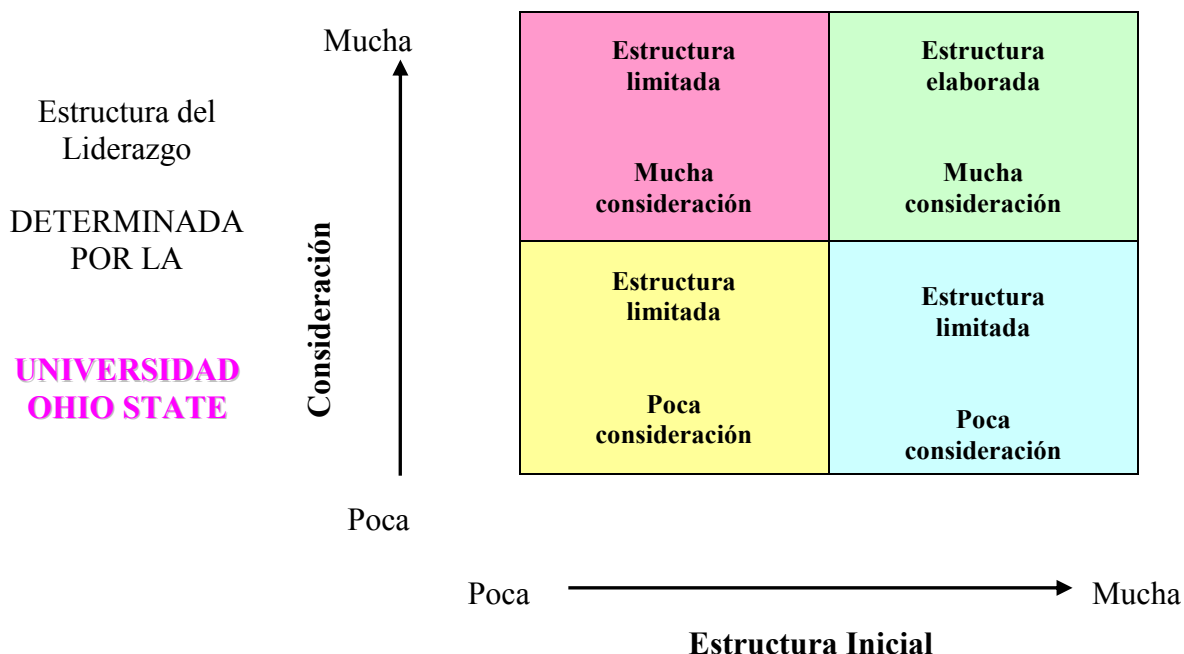 Estructura del
Liderazgo
DETERMINADA
POR LA
UNIVERSIDAD
OHIO STATE
Mucha
Consideración
Poca
Estructura
limitada
Mucha
consideración
Estructura
elaborada
Mucha
consideración
Estructura
limitada
Poca
consideración
Estructura
limitada
Poca
consideración
Poca
Mucha
Estructura Inicial